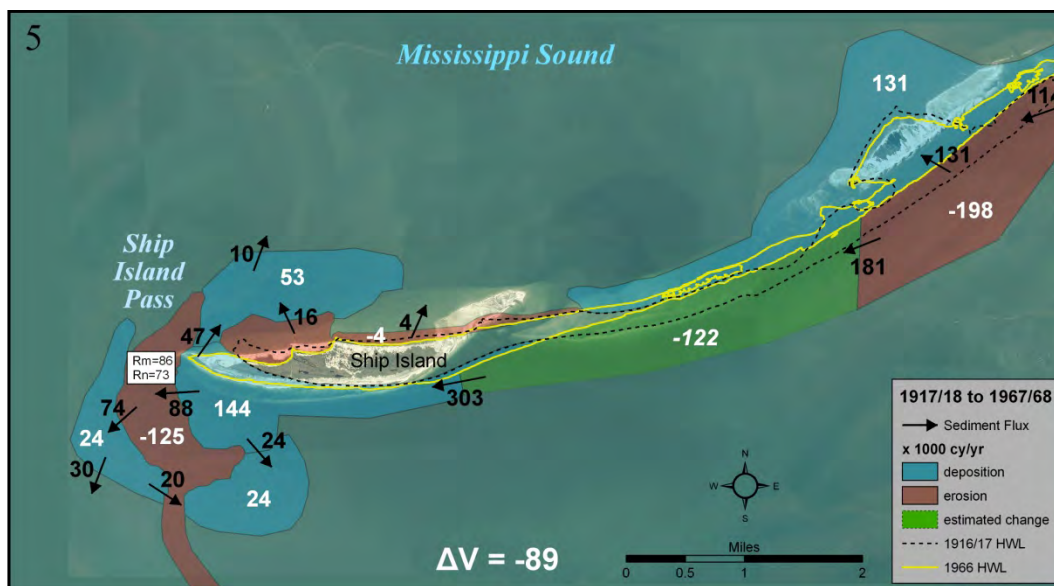 5
Mississippi Sound
131
114
131
-198
181
Ship
Island
Pass
10
53
16
47
4
-4
Ship Island
-122
Rm=86
Rn=73
303
74
88
144
24
-125
24
30
20
24
N
W
E
S
ΔV = -89
Miles
0
0.5
1
2
1917/18 to 1967/68
Sediment Flux
x 1000 cy/yr
deposition
erosion
estimated change
1916/17 HWL
1966 HWL